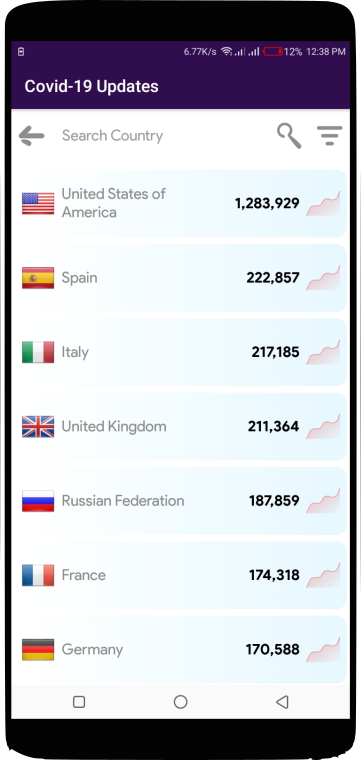 6.77K/s 12% 12:38 PM
Covid-19 Updates
Search Country
United States of
America
1,283,929
Spain 222,857
Italy 217,185
United Kingdom 211,364
Russian Federation 187,859
France 174,318
Germany 170,588